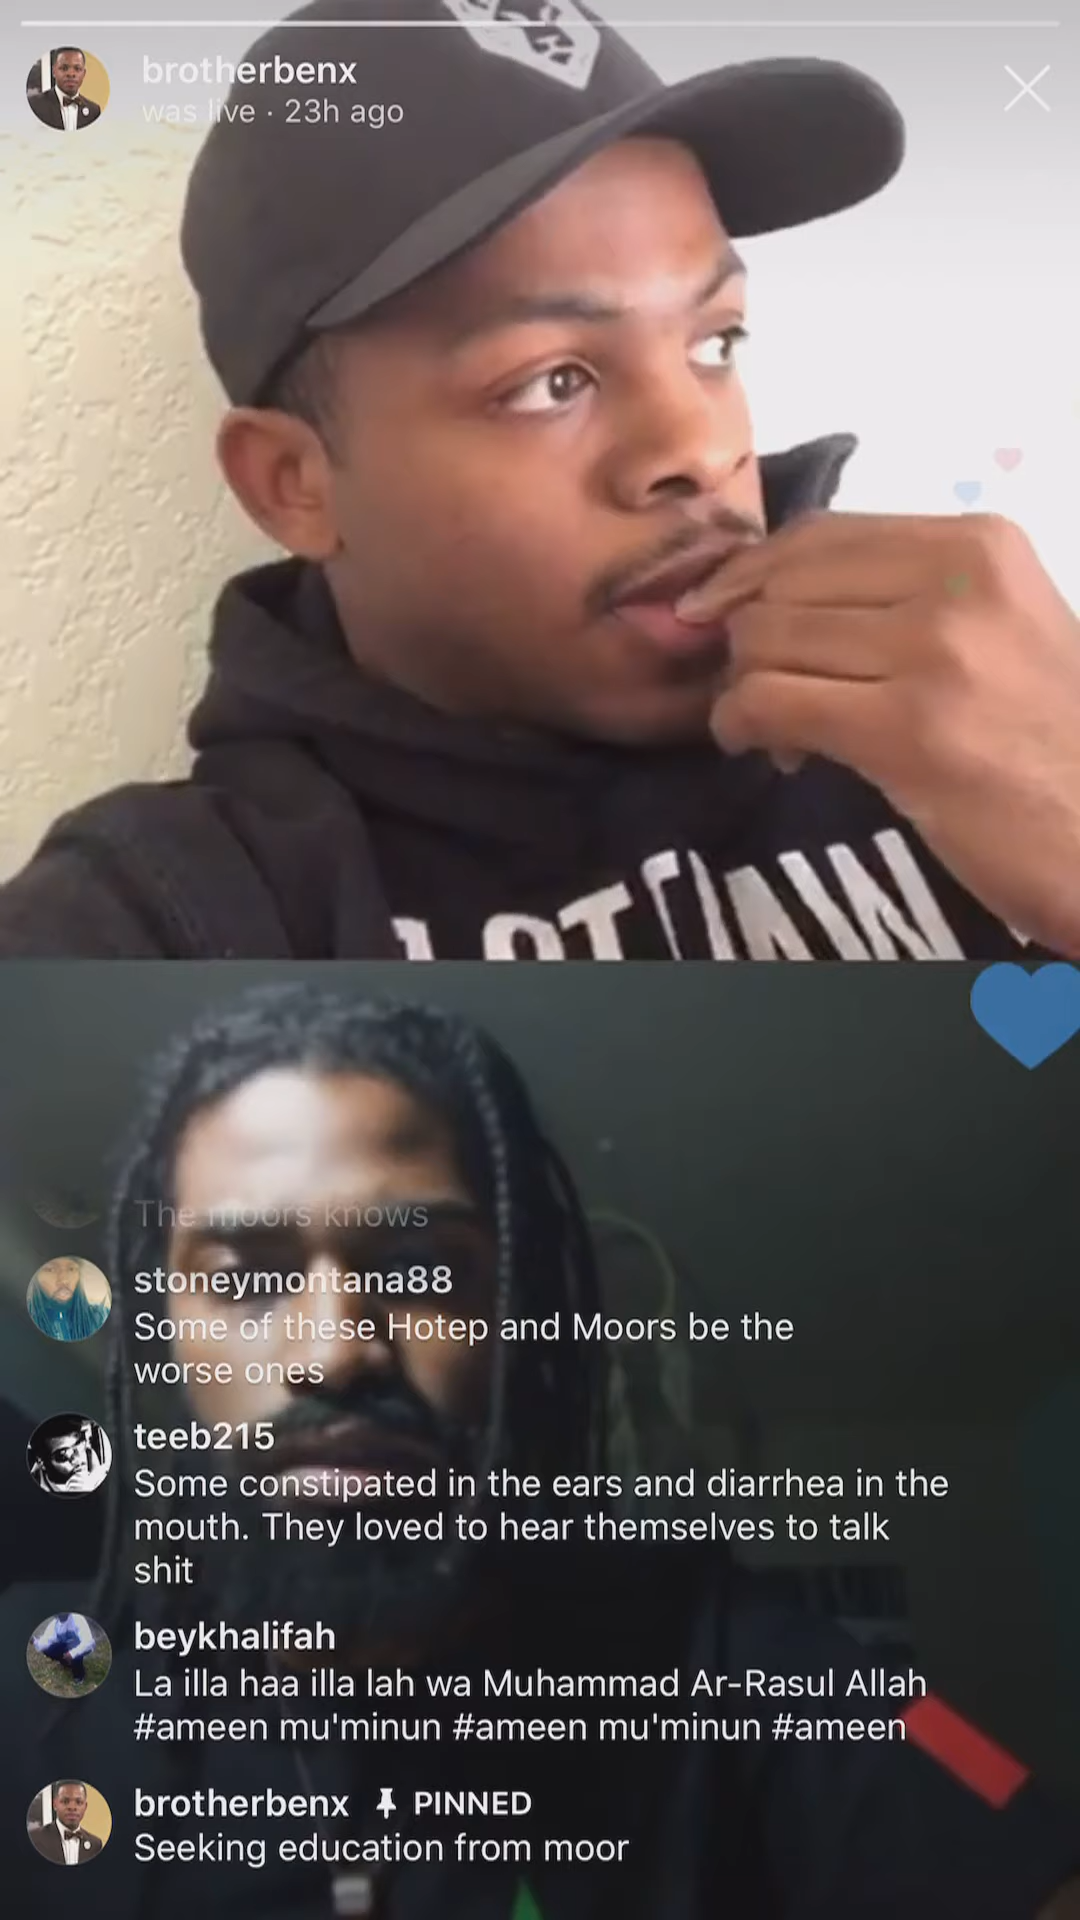 brotherbenx
was live · 23h ago
The moors knows
stoneymontana88
Some of these Hotep and Moors be the
worse ones
teeb215
Some constipated in the ears and diarrhea in the
mouth. They loved to hear themselves to talk
shit
beykhalifah
La illa haa illa lah wa Muhammad Ar-Rasul Allah
#ameen mu'minun #ameen mu'minun #ameen
brotherbenx PINNED
Seeking education from moor